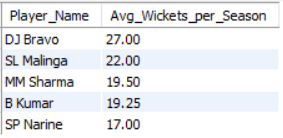 Player_Name Avg_Wickets_per_Season
DJ Bravo 27.00
SL Malinga 22.00
MM Sharma 19.50
B Kumar 19.25
SP Narine 17.00